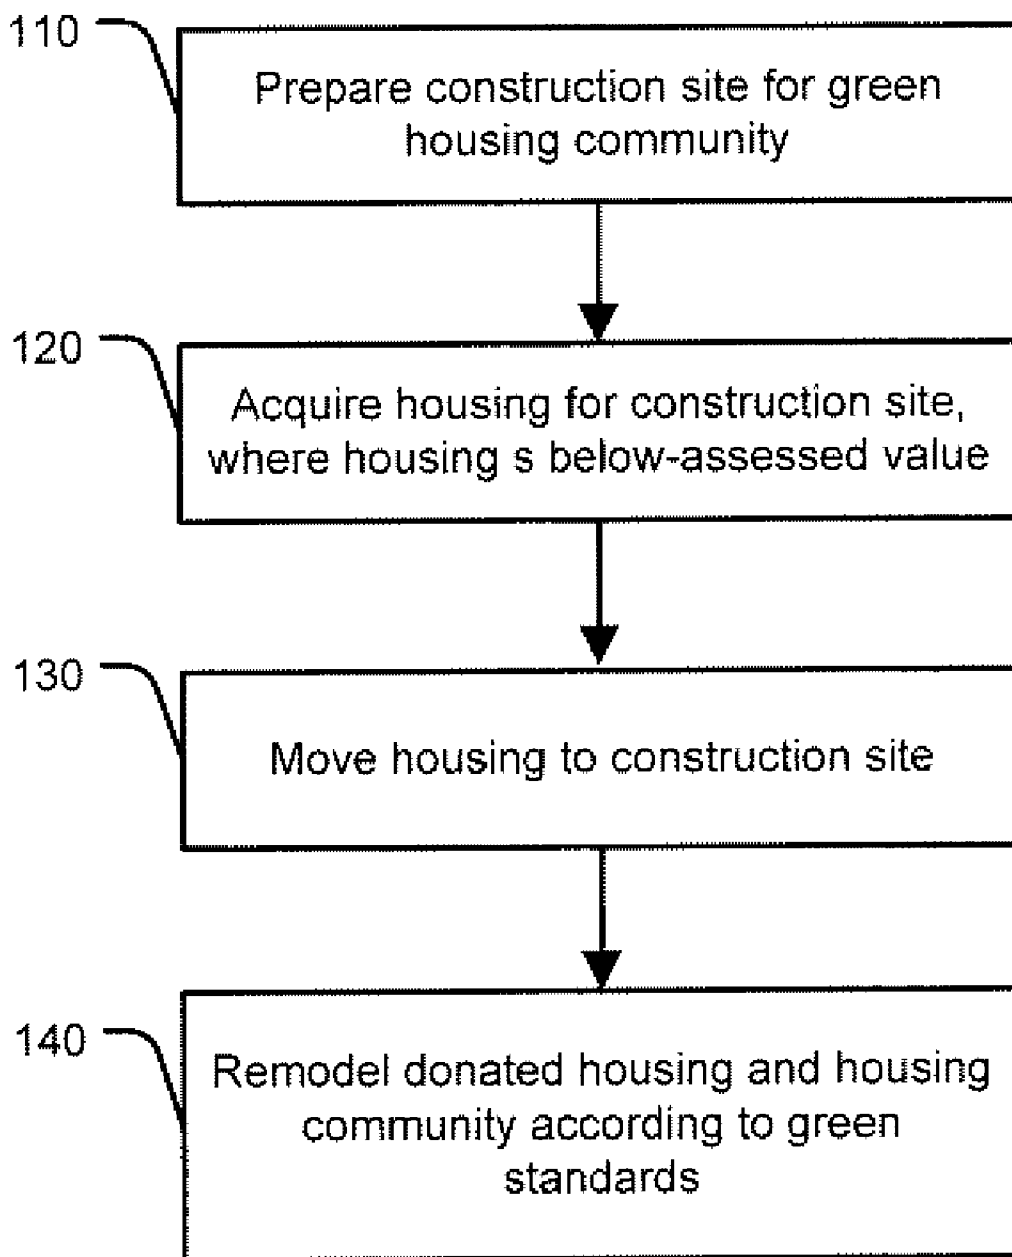 110
Prepare construction site for green
housing community
120
Acquire housing for construction site,
where housing s below-assessed value
130
Move housing to construction site
140
Remodel donated housing and housing
community according to green
standards